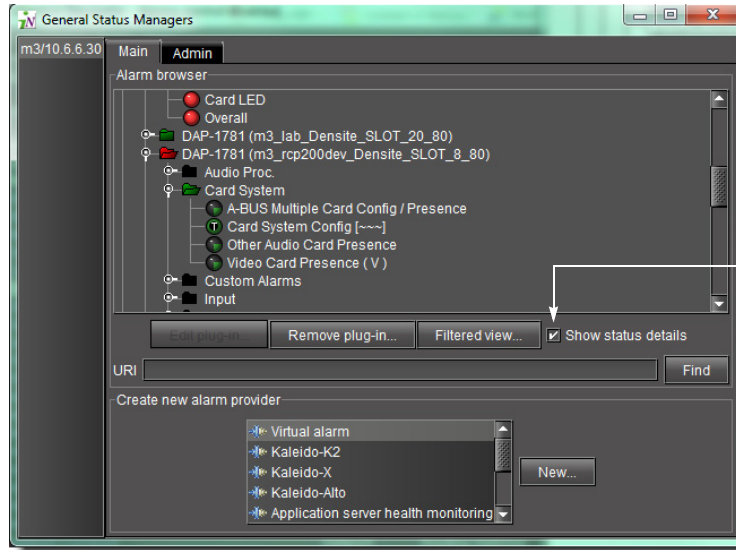 General Status Managers
m3/10.6.6.30
Main
Admin
Alarm browser
Card LED
Overall
DAP-1781 (m3_lab_Densite_SLOT_20_80)
DAP-1781 (m3_rcp200dev_Densite_SLOT_8_80)
Audio Proc.
Card System
A-BUS Multiple Card Config / Presence
T Card System Config [~~~]
Other Audio Card Presence
Video Card Presence ( V )
Custom Alarms
Input
Edit plug-in...
Remove plug-in...
Filtered view...
Show status details
URI
Find
Create new alarm provider
Virtual alarm
Kaleido-K2
Kaleido-X
Kaleido-Alto
Application server health monitoring
New...